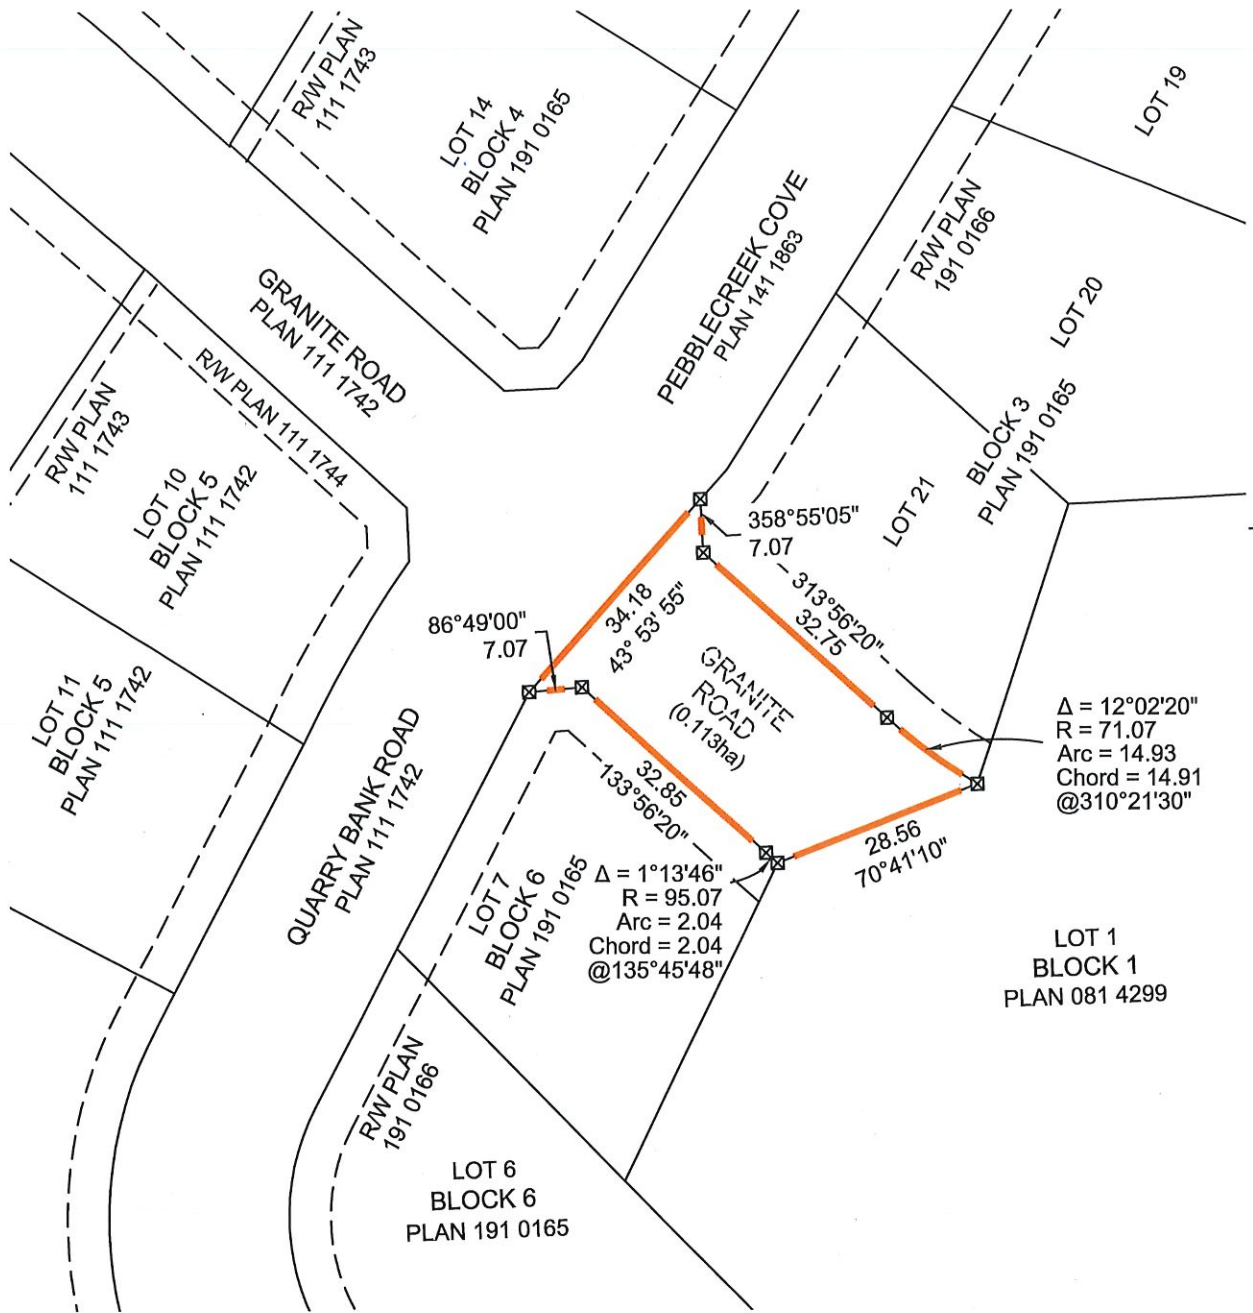 R/W PLAN
111 1743
LOT 14
BLOCK 4
PLAN 191 0165
LOT 19
PEBBLECREEK COVE
PLAN 141 1863
R/W PLAN
191 0166
GRANITE ROAD
PLAN 111 1742
LOT 20
R/W PLAN 111 1744
R/W PLAN
111 1743
BLOCK 3
PLAN 191 0165
LOT 10
BLOCK 5
PLAN 111 1742
LOT 21
358°55'05"
7.07
313°56'20"
32.75
34.18
43° 53' 55"
86°49'00"
7.07
GRANITE
ROAD
(0.113ha)
LOT 11
BLOCK 5
PLAN 111 1742
Δ = 12°02'20"
R = 71.07
Arc = 14.93
Chord = 14.91
@310°21'30"
QUARRY BANK ROAD
PLAN 111 1742
32.85
133°56'20"
28.56
70°41'10"
Δ = 1°13'46"
R = 95.07
Arc = 2.04
Chord = 2.04
@135°45'48"
LOT 7
BLOCK 6
PLAN 191 0165
LOT 1
BLOCK 1
PLAN 081 4299
R/W PLAN
191 0166
LOT 6
BLOCK 6
PLAN 191 0165